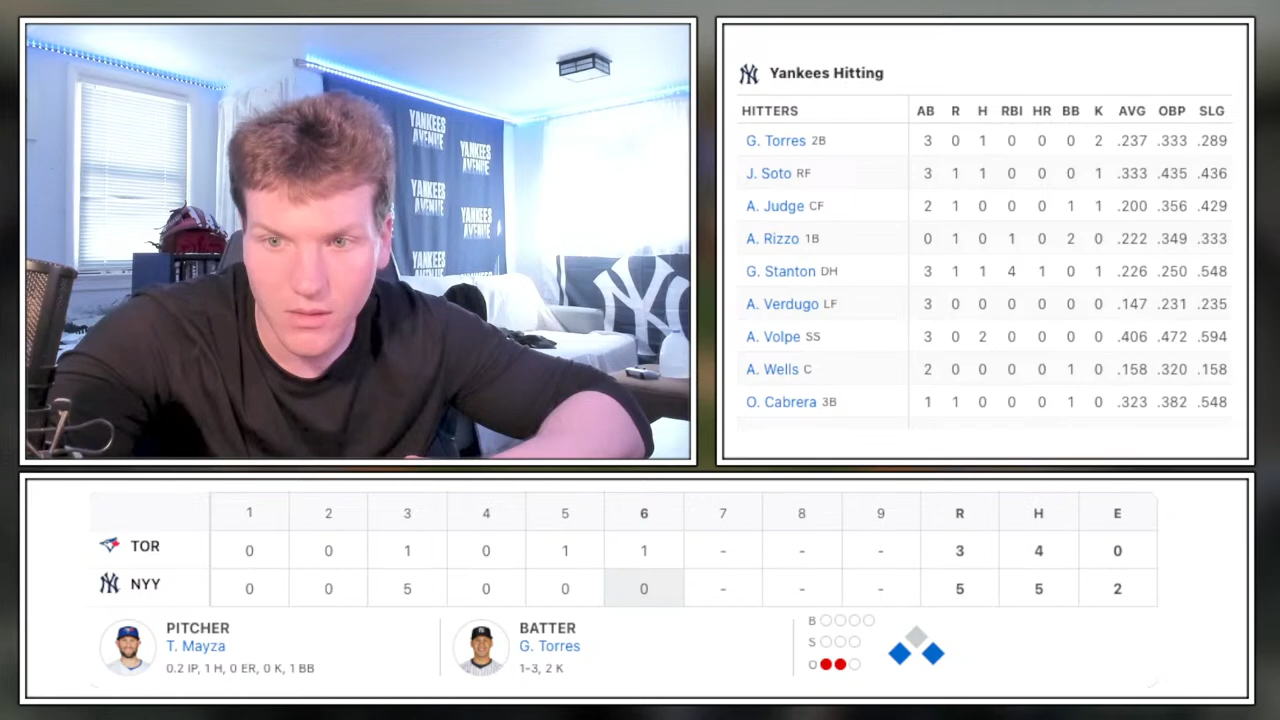 YANKEES
AVENUE
YANKEES
AVENUE
YANKEES
AVENUE
YANKEES
AVENUE
YANKEES
AVENUE
Yankees Hitting
HITTERS AB H RBI HR BB K AVG OBP SLG
G. Torres 2B 3 0 1 0 0 0 2 .237 .333 .289
J. Soto RF 3 1 1 0 0 0 1 .333 .435 .436
A. Judge CF 2 1 0 0 0 1 1 .200 .356 .429
A. Rizzo 1B 0 1 0 1 0 2 0 .222 .349 .333
G. Stanton DH 3 1 1 4 1 0 1 .226 .250 .548
A. Verdugo LF 3 0 0 0 0 0 0 .147 .231 .235
A. Volpe SS 3 0 2 0 0 0 0 .406 .472 .594
A. Wells C 2 0 0 0 0 1 0 .158 .320 .158
O. Cabrera 3B 1 1 0 0 0 1 0 .323 .382 .548
1 2 3 4 5 6 7 8 9 R H E
TOR 0 0 1 0 1 1 - - - 3 4 0
NYY 0 0 5 0 0 0 - - - 5 5 2
PITCHER
T. Mayza
0.2 IP, 1 H, 0 ER, 0 K, 1 BB
BATTER
G. Torres
1-3, 2 K
B
S
O